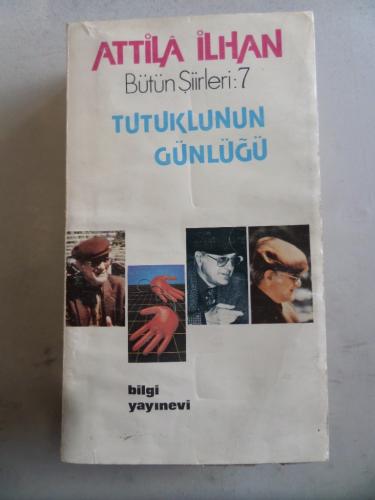 ATTİLÂ İLHAN
Bütün Şiirleri:7
TUTUKLUNUN
GÜNLÜĞÜ
bilgi
yayınevi